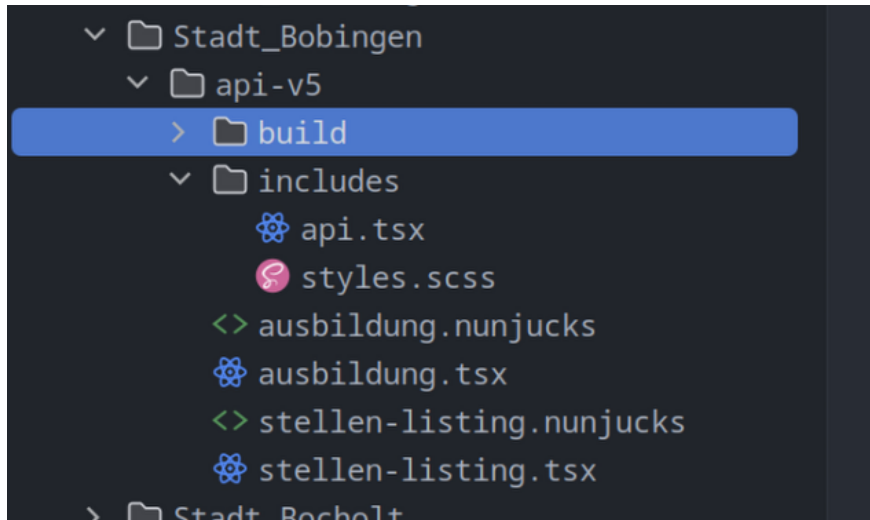 Stadt_Bobingen
api-v5
build
includes
api.tsx
styles.scss
ausbildung.nunjucks
ausbildung.tsx
stellen-listing.nunjucks
stellen-listing.tsx
Stadt_Bocholt